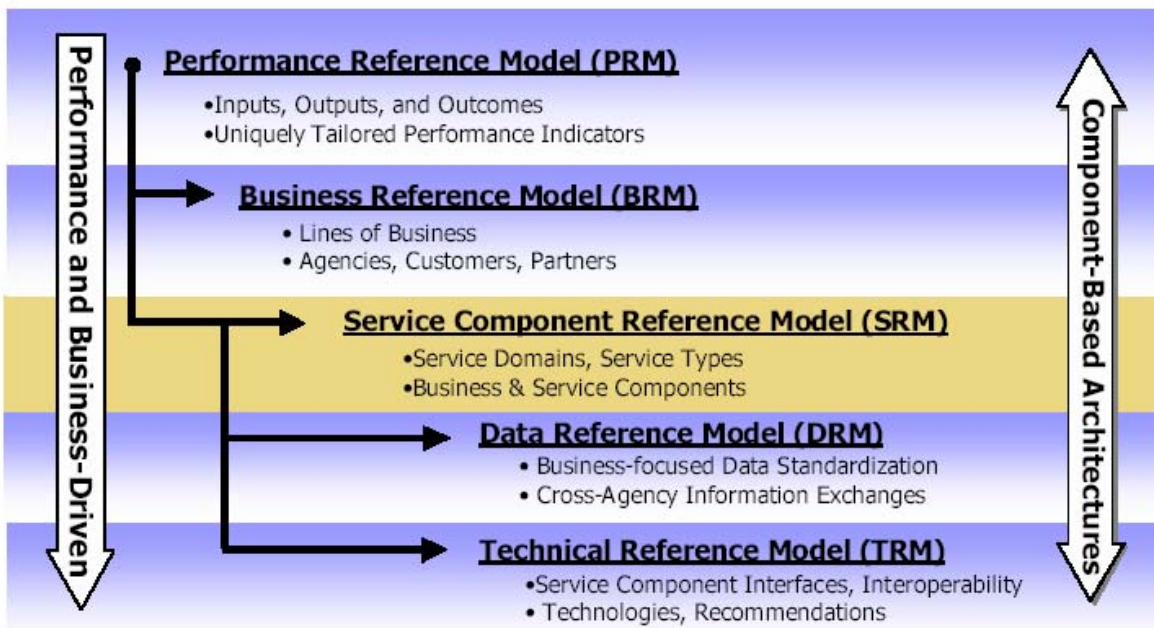 Performance and Business-Driven
Performance Reference Model (PRM)
•Inputs, Outputs, and Outcomes
•Uniquely Tailored Performance Indicators
Business Reference Model (BRM)
• Lines of Business
• Agencies, Customers, Partners
Service Component Reference Model (SRM)
•Service Domains, Service Types
•Business & Service Components
Data Reference Model (DRM)
• Business-focused Data Standardization
• Cross-Agency Information Exchanges
Technical Reference Model (TRM)
•Service Component Interfaces, Interoperability
• Technologies, Recommendations
Component-Based Architectures